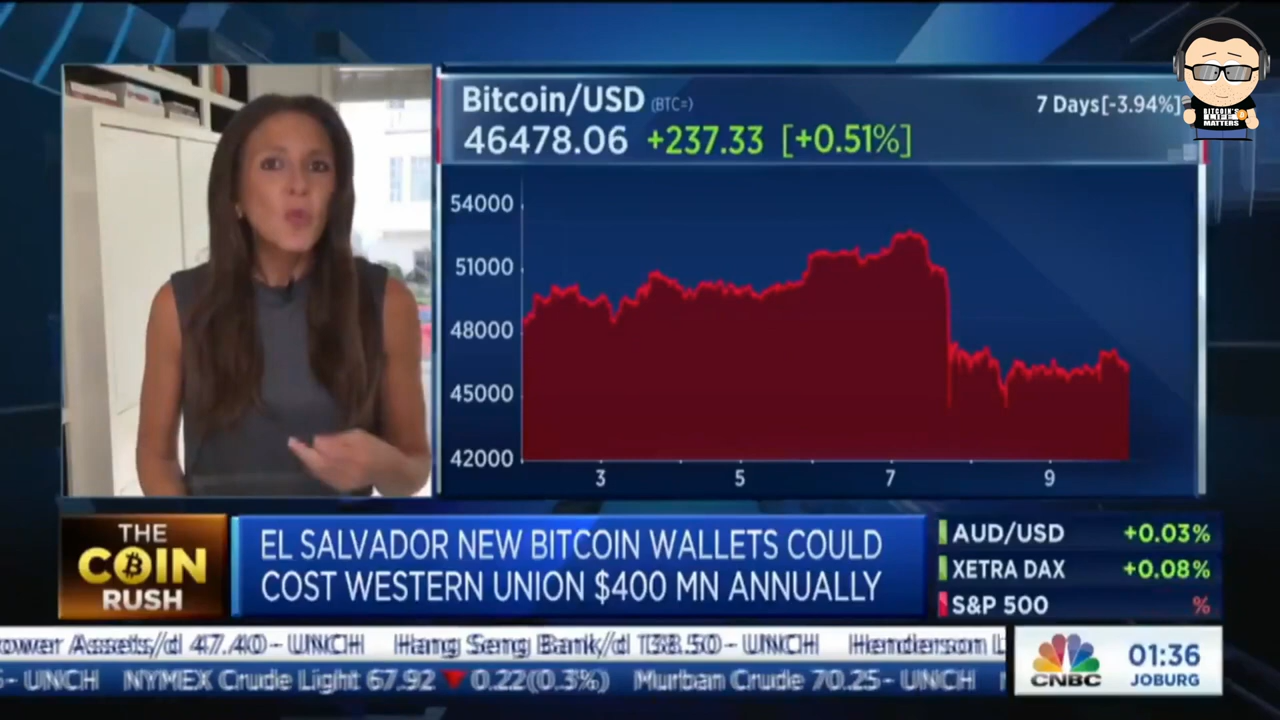 Bitcoin/USD (BTC=)
7 Days[-3.94%]
46478.06 +237.33 [+0.51%]
BITCOIN'S
MATTERS
54000
51000
48000
45000
42000
3 5 7 9
THE
COIN
RUSH
EL SALVADOR NEW BITCOIN WALLETS COULD
COST WESTERN UNION $400 MN ANNUALLY
AUD/USD +0.03%
XETRA DAX +0.08%
S&P 500 %
ower Assets/d 47.40 - UNCH Hang Seng Bank/d 138.50 - UNCH Henderson L
- UNCH NYMEX Crude Light 67.92 ▼ 0.22(0.3%) Murban Crude 70.25 - UNCH
CNBC
01:36
JOBURG